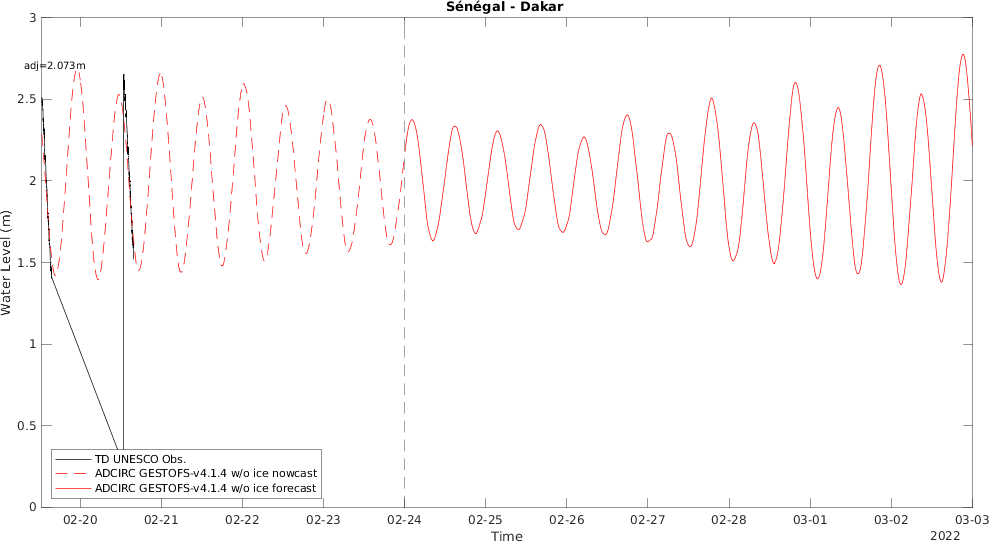 Sénégal - Dakar
adj=2.073m
3
2.5
2
1.5
1
0.5
0
Water Level (m)
TD UNESCO Obs.
ADCIRC GESTOFS-v4.1.4 w/o ice nowcast
ADCIRC GESTOFS-v4.1.4 w/o ice forecast
02-20 02-21 02-22 02-23 02-24 02-25 02-26 02-27 02-28 03-01 03-02 03-03
Time
2022